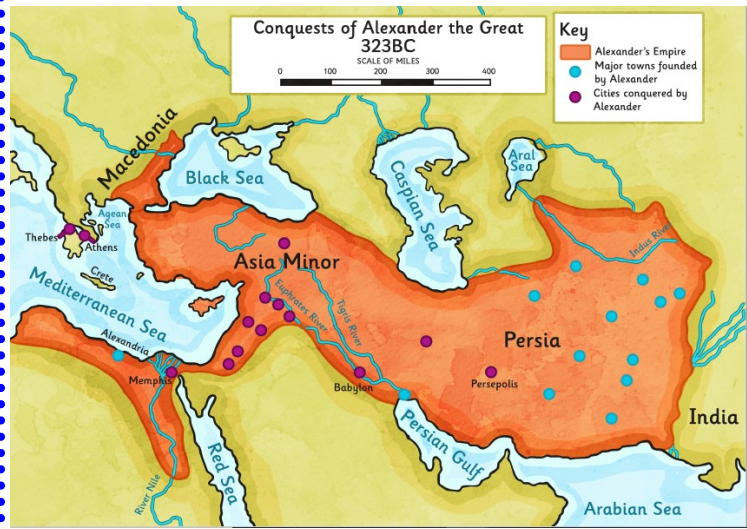 Conquests of Alexander the Great
323BC
SCALE OF MILES
0 100 200 300 400
Key
Alexander's Empire
Major towns founded
by Alexander
Cities conquered by
Alexander
Macedonia
Black Sea
Caspian Sea
Aral
Sea
Agean
Sea
Thebes
Athens
Indus River
Asia Minor
Crete
Mediterranean Sea
Euphrates River
Tigris River
Alexandria
Persia
Memphis
Babylon
Persepolis
India
Persian Gulf
Red Sea
River Nile
Arabian Sea